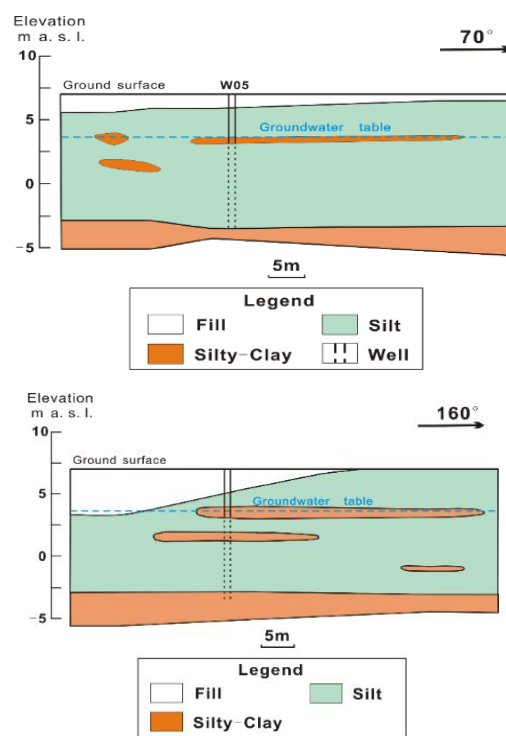 Elevation
m a. s. l.
70°
10
Ground surface
W05
5
Groundwater table
0
-5
5m
Legend
Fill
Silt
Silty-Clay
Well
Elevation
m a. s. l.
160°
10
Ground surface
5
Groundwater table
0
-5
5m
Legend
Fill
Silt
Silty-Clay